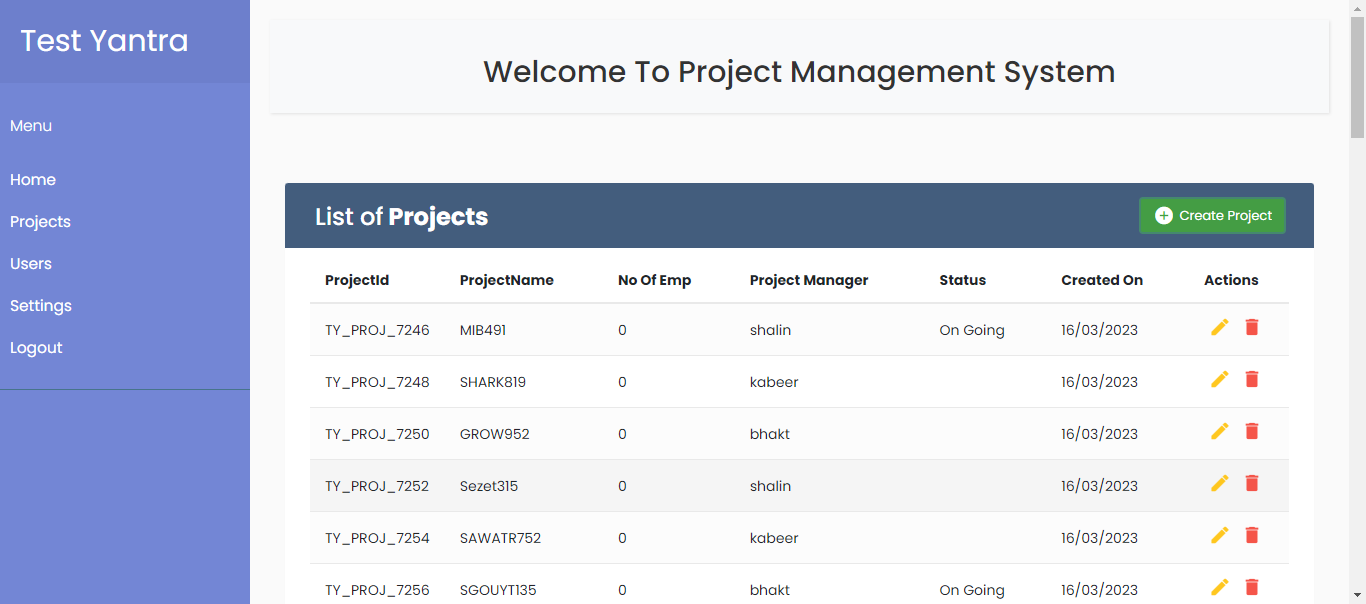 Test Yantra
Menu
Home
Projects
Users
Settings
Logout
Welcome To Project Management System
List of Projects
Create Project
ProjectId ProjectName No Of Emp Project Manager Status Created On Actions
TY_PROJ_7246 MIB491 0 shalin On Going 16/03/2023
TY_PROJ_7248 SHARK819 0 kabeer 16/03/2023
TY_PROJ_7250 GROW952 0 bhakt 16/03/2023
TY_PROJ_7252 Sezet315 0 shalin 16/03/2023
TY_PROJ_7254 SAWATR752 0 kabeer 16/03/2023
TY_PROJ_7256 SGOUYT135 0 bhakt On Going 16/03/2023